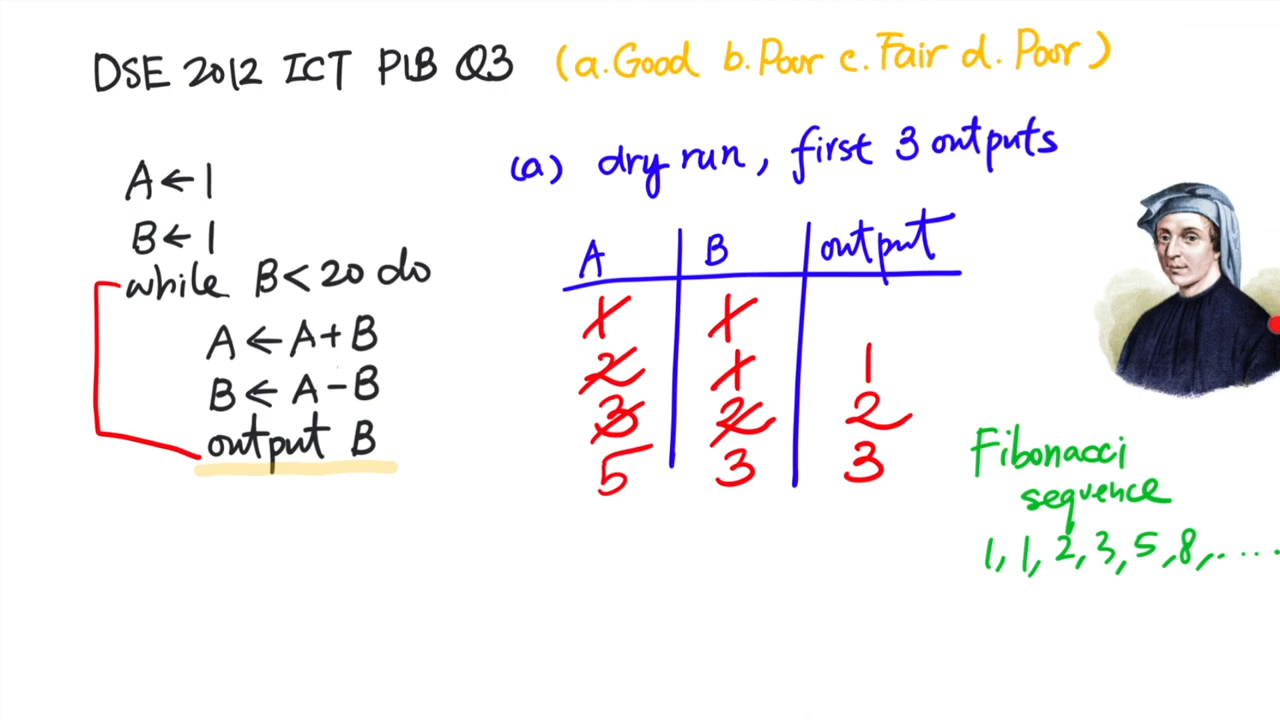 DSE 2012 ICT P1B Q3 (a. Good b. Poor c. Fair d. Poor)
(a) dry run, first 3 outputs
A ← 1
B ← 1
while B < 20 do
A ← A + B
B ← A - B
output B
A B output
1 1
2 1 1
3 2 2
5 3 3
Fibonacci
sequence
1, 1, 2, 3, 5, 8, .....